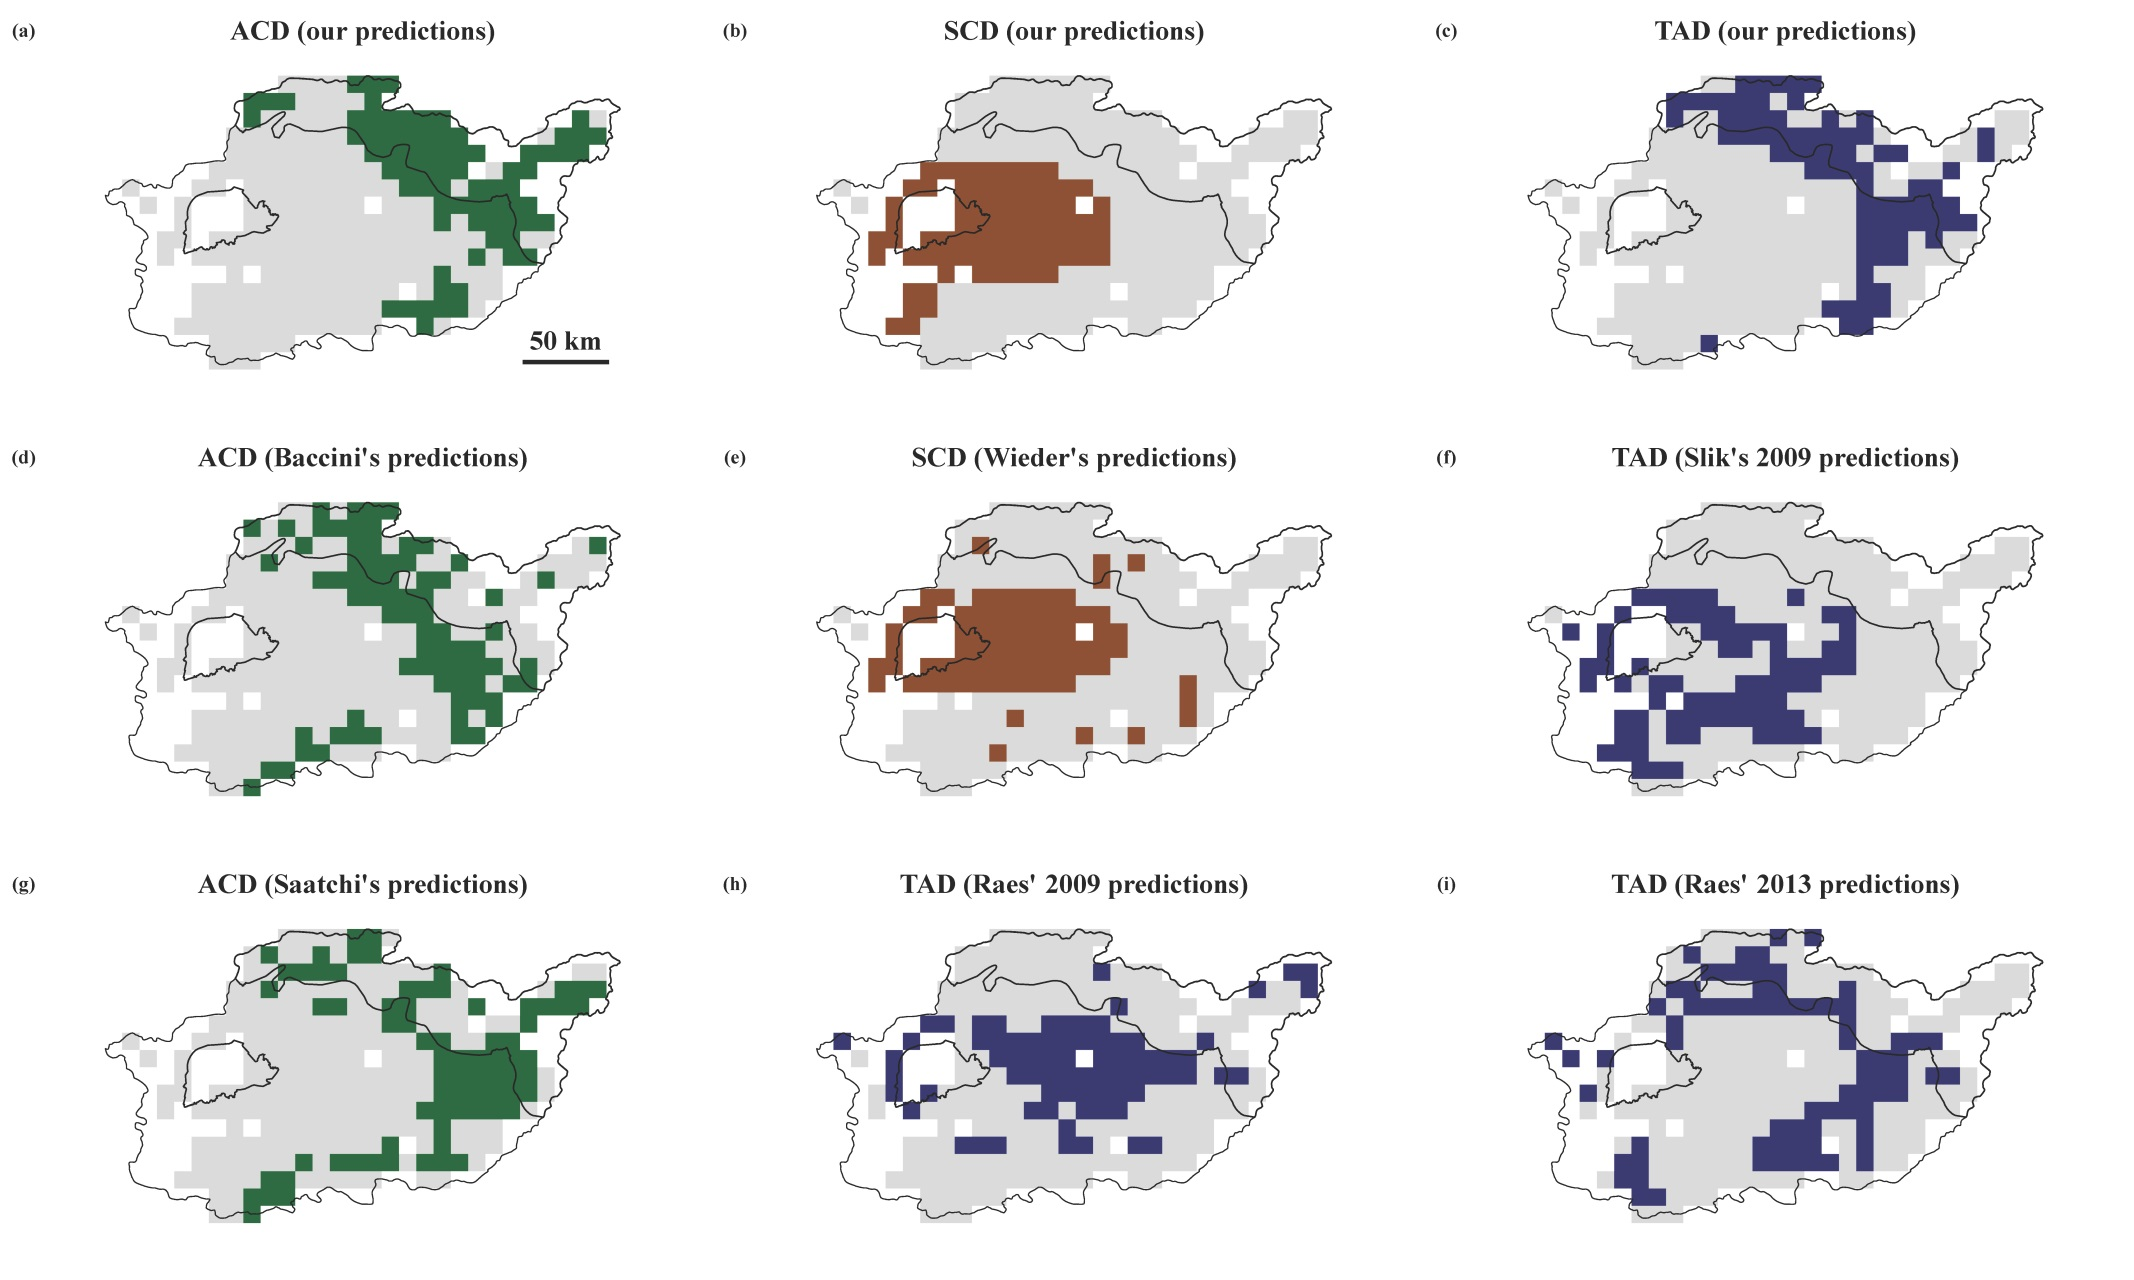 (a) ACD (our predictions)
(b) SCD (our predictions)
(c) TAD (our predictions)
50 km
(d) ACD (Baccini's predictions)
(e) SCD (Wieder's predictions)
(f) TAD (Slik's 2009 predictions)
(g) ACD (Saatchi's predictions)
(h) TAD (Raes' 2009 predictions)
(i) TAD (Raes' 2013 predictions)